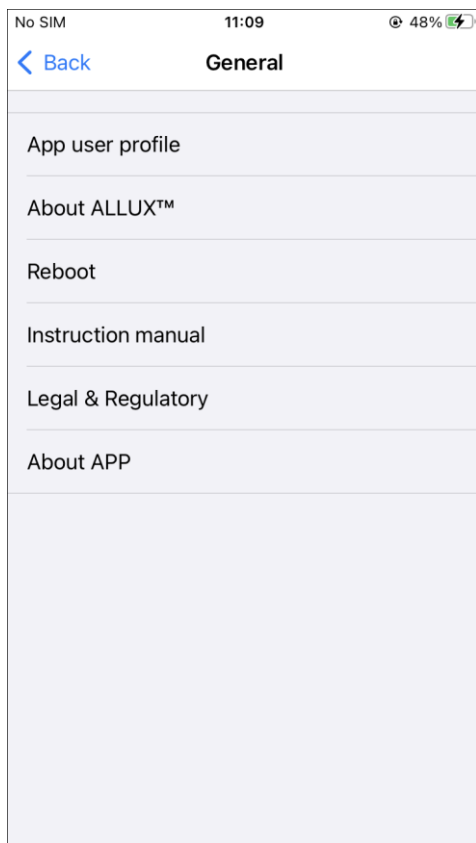 No SIM 11:09 48%
Back General
App user profile
About ALLUX™
Reboot
Instruction manual
Legal & Regulatory
About APP